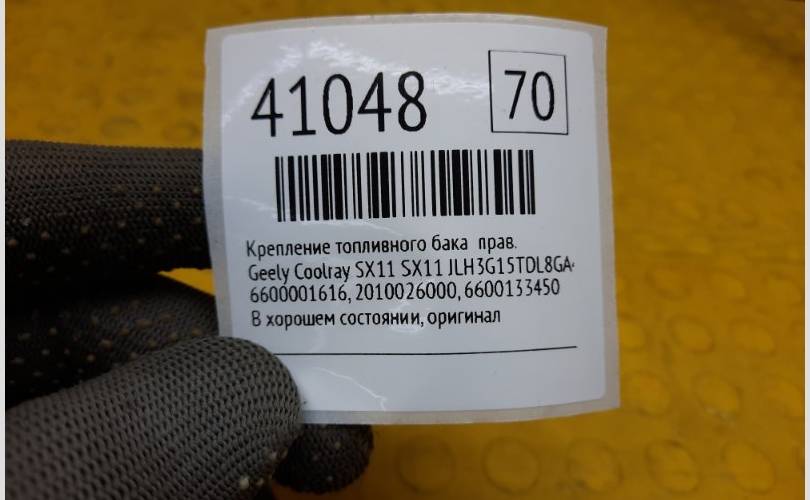 41048
70
Крепление топливного бака прав.
Geely Coolray SX11 SX11 JLH3G15TDL8GA-
6600001616, 2010026000, 6600133450
В хорошем состоянии, оригинал